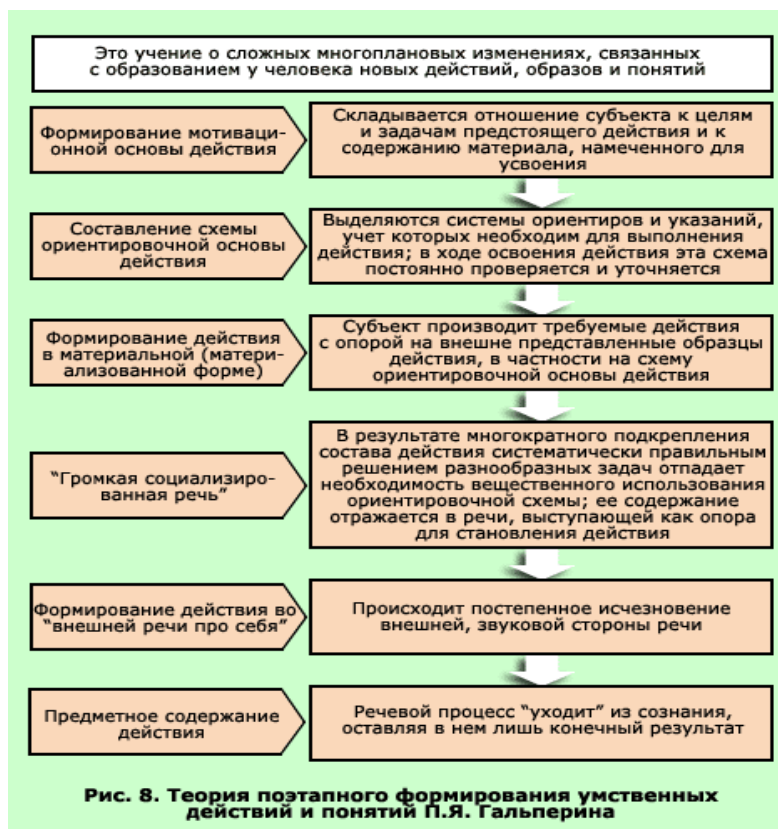 Это учение о сложных многоплановых изменениях, связанных
с образованием у человека новых действий, образов и понятий
Формирование мотиваци-
онной основы действия
Складывается отношение субъекта к целям
и задачам предстоящего действия и к
содержанию материала, намеченного для
усвоения
Составление схемы
ориентировочной основы
действия
Выделяются системы ориентиров и указаний,
учет которых необходим для выполнения
действия; в ходе освоения действия эта схема
постоянно проверяется и уточняется
Формирование действия
в материальной (матери-
ализованной форме)
Субъект производит требуемые действия
с опорой на внешне представленные образцы
действия, в частности на схему
ориентировочной основы действия
“Громкая социализиро-
ванная речь”
В результате многократного подкрепления
состава действия систематически правильным
решением разнообразных задач отпадает
необходимость вещественного использования
ориентировочной схемы; ее содержание
отражается в речи, выступающей как опора
для становления действия
Формирование действия во
“внешней речи про себя”
Происходит постепенное исчезновение
внешней, звуковой стороны речи
Предметное содержание
действия
Речевой процесс “уходит” из сознания,
оставляя в нем лишь конечный результат
Рис. 8. Теория поэтапного формирования умственных
действий и понятий П.Я. Гальперина